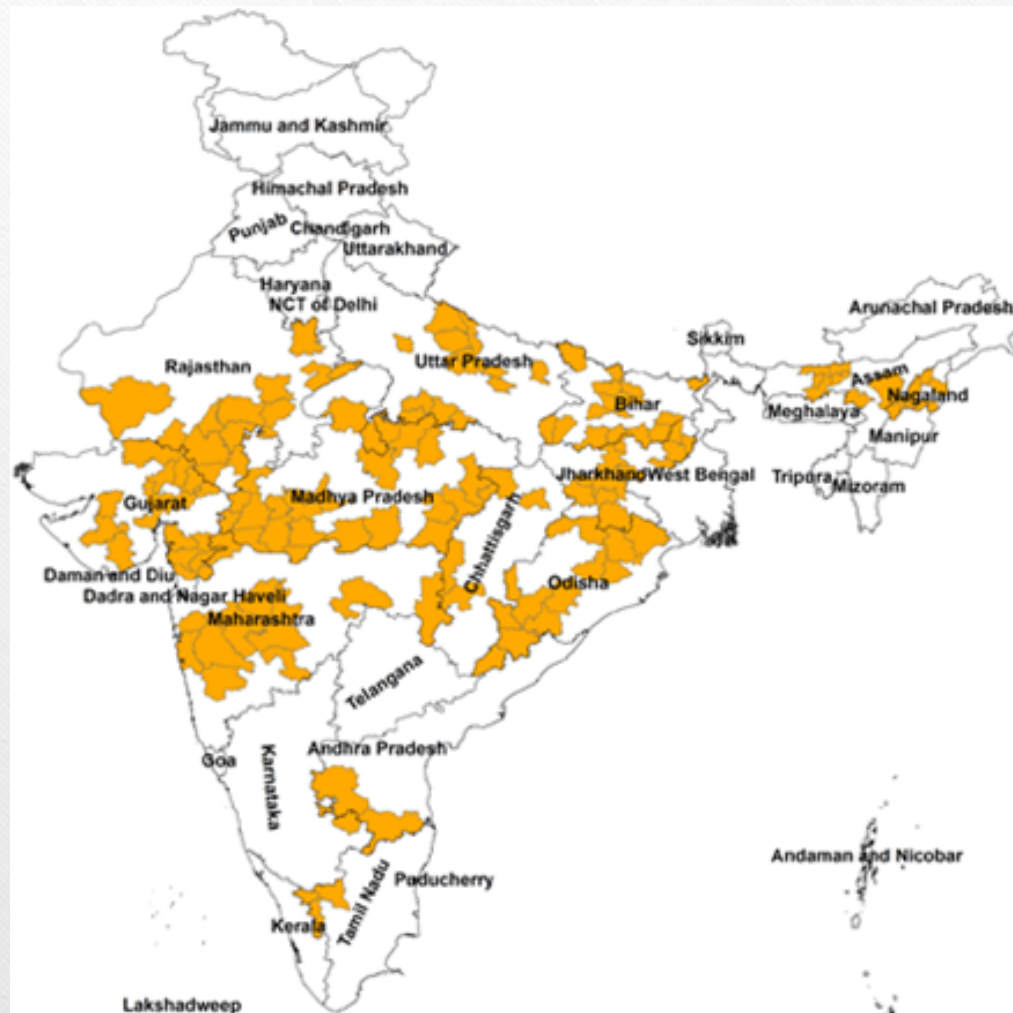 Jammu and Kashmir
Himachal Pradesh
Punjab
Chandigarh
Uttarakhand
Haryana
NCT of Delhi
Arunachal Pradesh
Sikkim
Rajasthan
Uttar Pradesh
Asaam
Nagaland
Bihar
Meghalaya
Manipur
Jharkhand
West Bengal
Tripura
Mizoram
Gujarat
Madhya Pradesh
Chhattisgarh
Daman and Diu
Odisha
Dadra and Nagar Haveli
Maharashtra
Telangana
Andhra Pradesh
Goa
Karnataka
Andaman and Nicobar
Puducherry
Tamil Nadu
Kerala
Lakshadweep